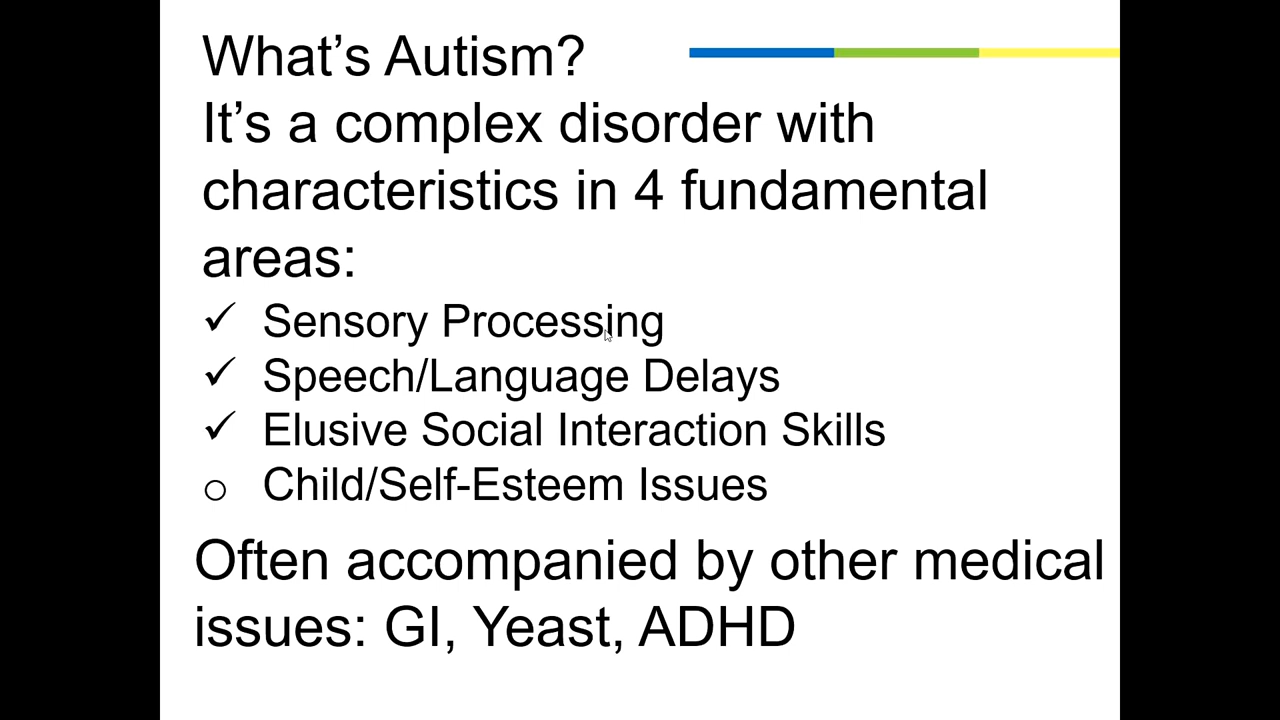 What’s Autism?
It’s a complex disorder with
characteristics in 4 fundamental
areas:
✓ Sensory Processing
✓ Speech/Language Delays
✓ Elusive Social Interaction Skills
○ Child/Self-Esteem Issues
Often accompanied by other medical
issues: GI, Yeast, ADHD